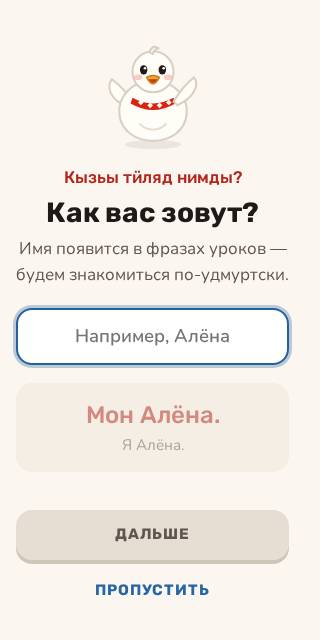 Кызьы тӥляд нимды?
Как вас зовут?
Имя появится в фразах уроков —
будем знакомиться по-удмуртски.
Например, Алёна
Мон Алёна.
Я Алёна.
ДАЛЬШЕ
ПРОПУСТИТЬ